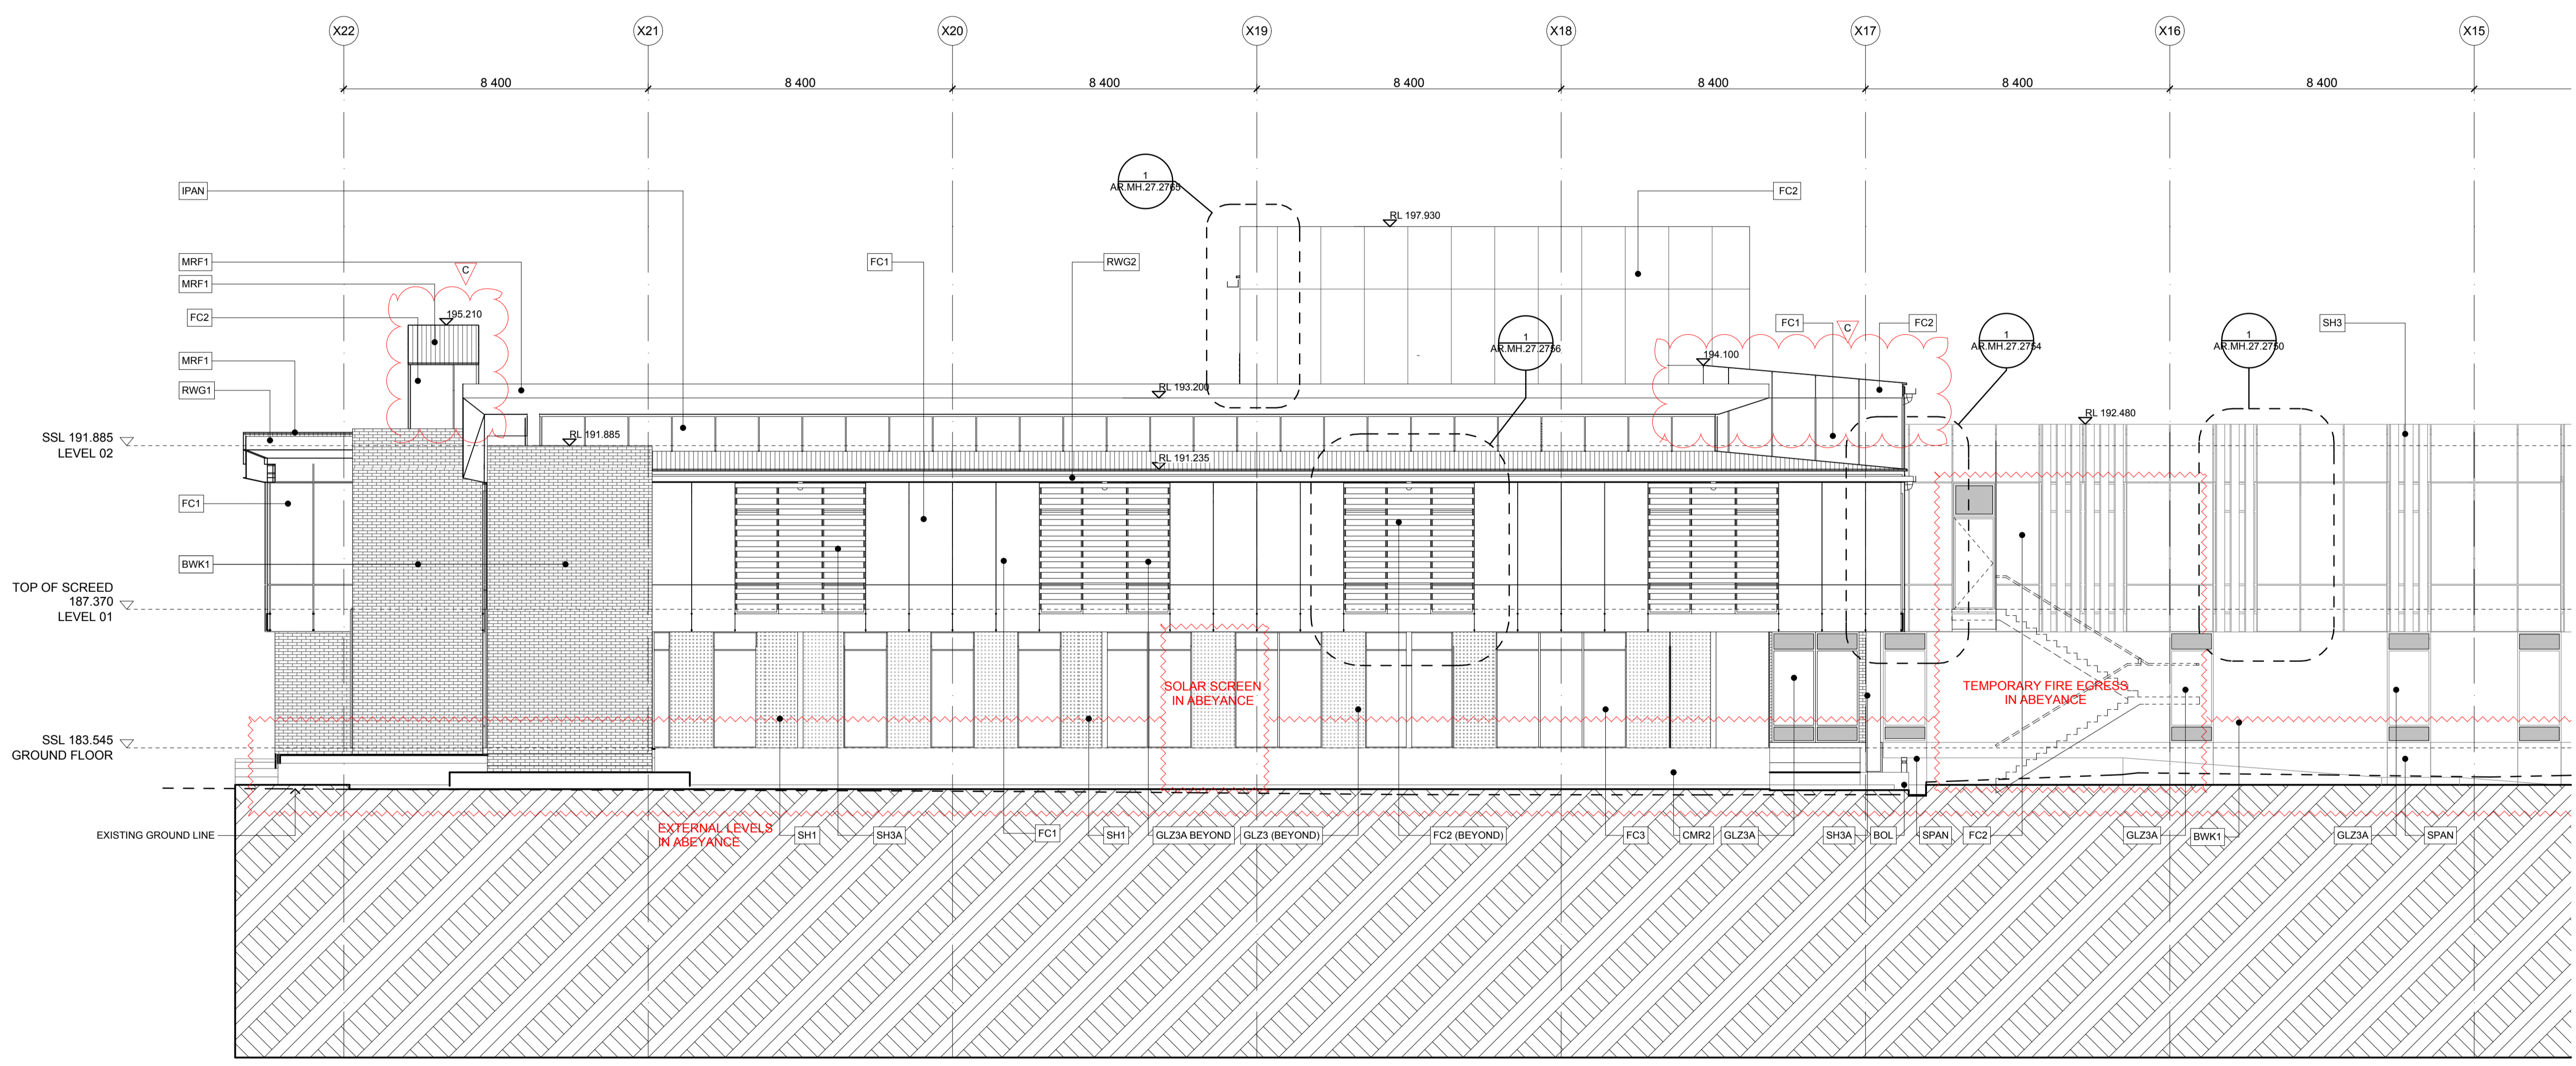 X22
X21
X20
X19
X18
X17
X16
X15
8 400
8 400
8 400
8 400
8 400
8 400
8 400
IPAN
1
AR.MH.27.2765
FC2
RL 197.930
MRF1
C
FC1
RWG2
MRF1
FC2
195.210
1
AR.MH.27.2756
FC1
C
FC2
1
AR.MH.27.2754
1
AR.MH.27.2750
SH3
MRF1
194.100
RWG1
RL 193.200
RL 192.480
SSL 191.885
LEVEL 02
RL 191.885
RL 191.235
FC1
BWK1
TOP OF SCREED
187.370
LEVEL 01
SOLAR SCREEN
IN ABEYANCE
TEMPORARY FIRE EGRESS
IN ABEYANCE
SSL 183.545
GROUND FLOOR
EXISTING GROUND LINE
EXTERNAL LEVELS
IN ABEYANCE
SH1
SH3A
FC1
SH1
GLZ3A BEYOND
GLZ3 (BEYOND)
FC2 (BEYOND)
FC3
CMR2
GLZ3A
SH3A
BOL
SPAN
FC2
GLZ3A
BWK1
GLZ3A
SPAN